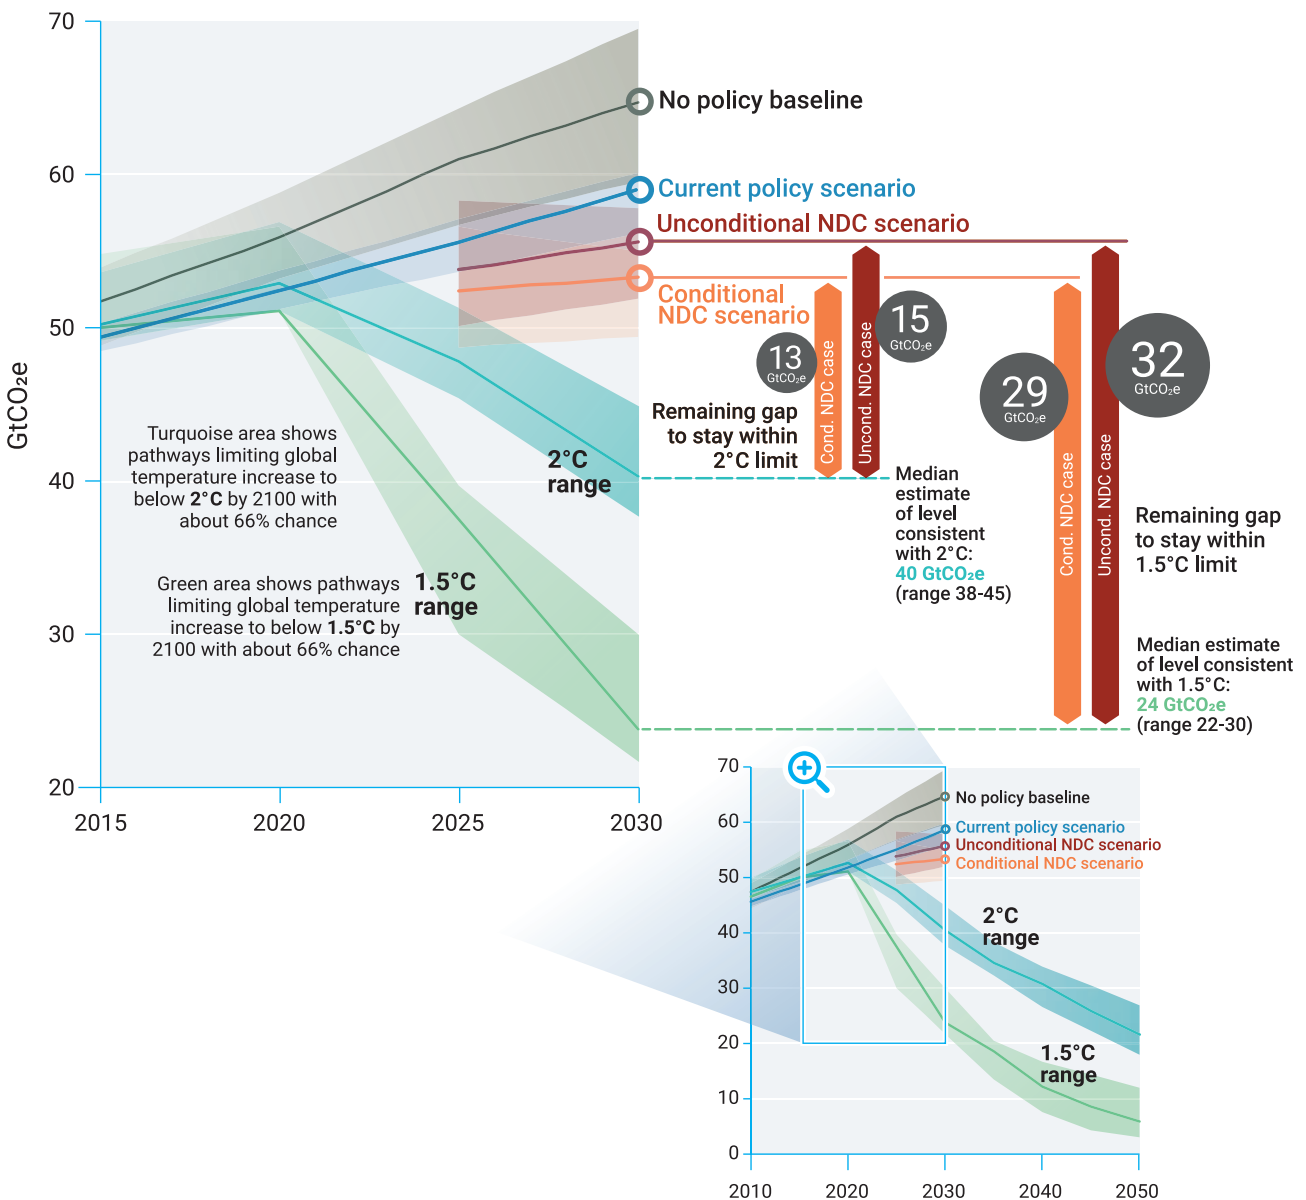 70
60
50
40
30
20
GtCO₂e
2015
2020
2025
2030
No policy baseline
Current policy scenario
Unconditional NDC scenario
Conditional
NDC scenario
Turquoise area shows
pathways limiting global
temperature increase to
below 2°C by 2100 with
about 66% chance
Green area shows pathways
limiting global temperature
increase to below 1.5°C by
2100 with about 66% chance
2°C
range
1.5°C
range
13
GtCO₂e
Cond. NDC case
Uncond. NDC case
15
GtCO₂e
Remaining gap
to stay within
2°C limit
Median
estimate
of level
consistent
with 2°C:
40 GtCO₂e
(range 38-45)
29
GtCO₂e
Cond. NDC case
Uncond. NDC case
32
GtCO₂e
Remaining gap
to stay within
1.5°C limit
Median estimate
of level consistent
with 1.5°C:
24 GtCO₂e
(range 22-30)
70
60
50
40
30
20
10
0
2010
2020
2030
2040
2050
No policy baseline
Current policy scenario
Unconditional NDC scenario
Conditional NDC scenario
2°C
range
1.5°C
range